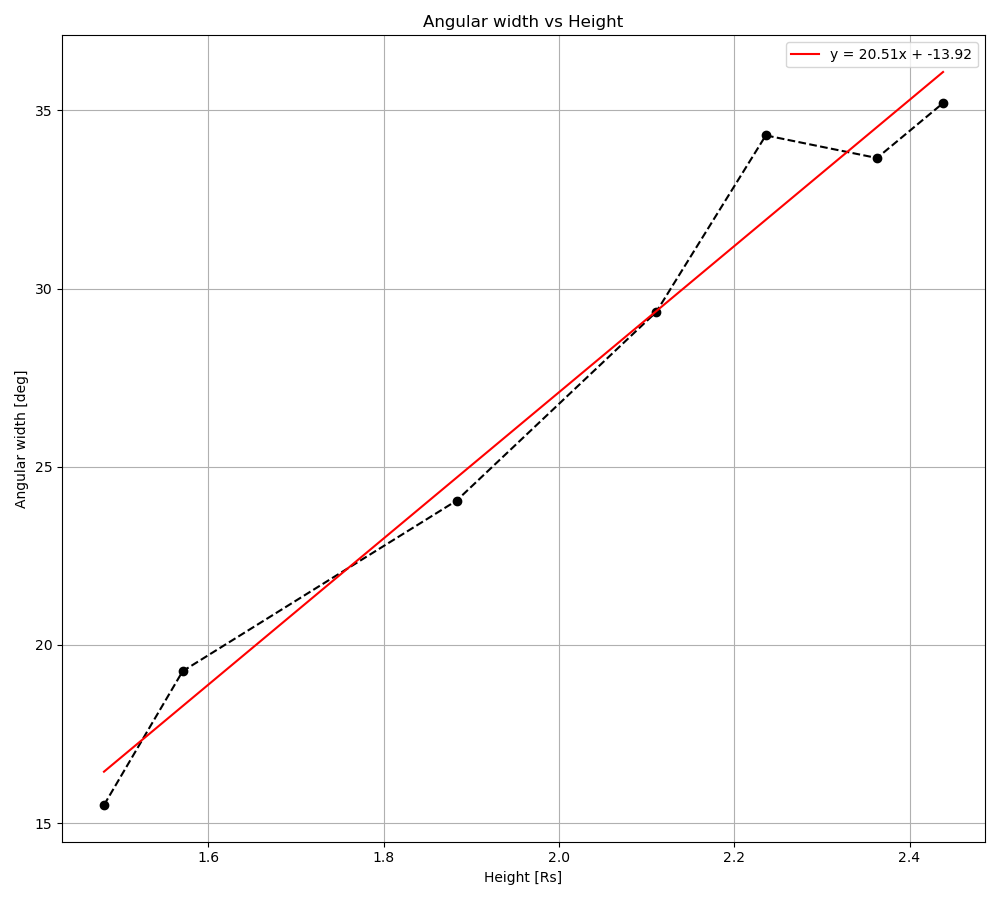 Angular width vs Height
y = 20.51x + -13.92
Angular width [deg]
35
30
25
20
15
1.6 1.8 2.0 2.2 2.4
Height [Rs]